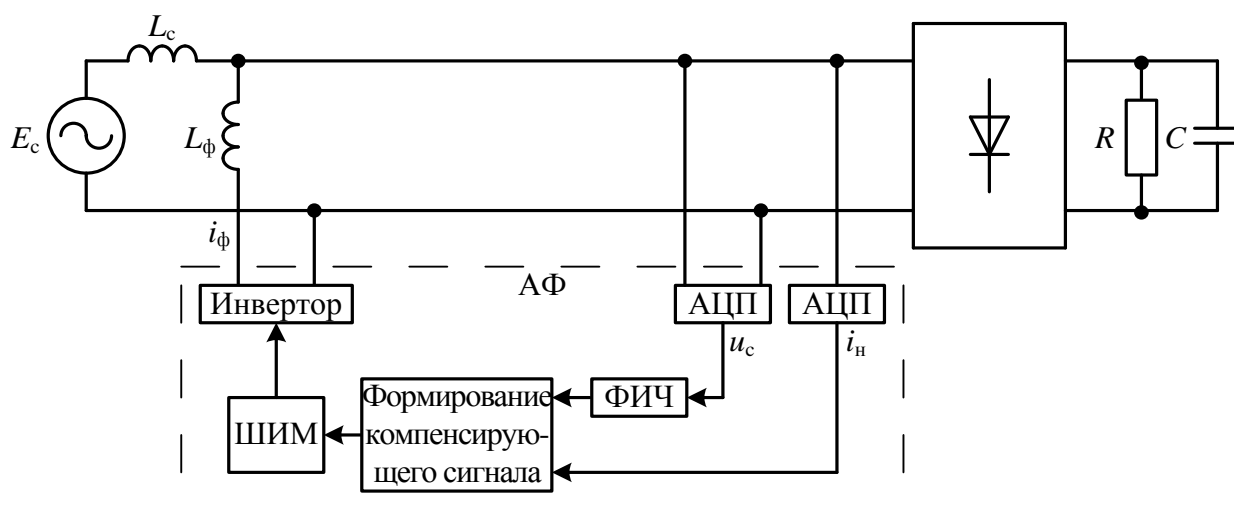 Lс
Eс
Lф
R
C
iф
АФ
Инвертор
АЦП
АЦП
uс
iн
Формирование
компенсирую-
щего сигнала
ФИЧ
ШИМ